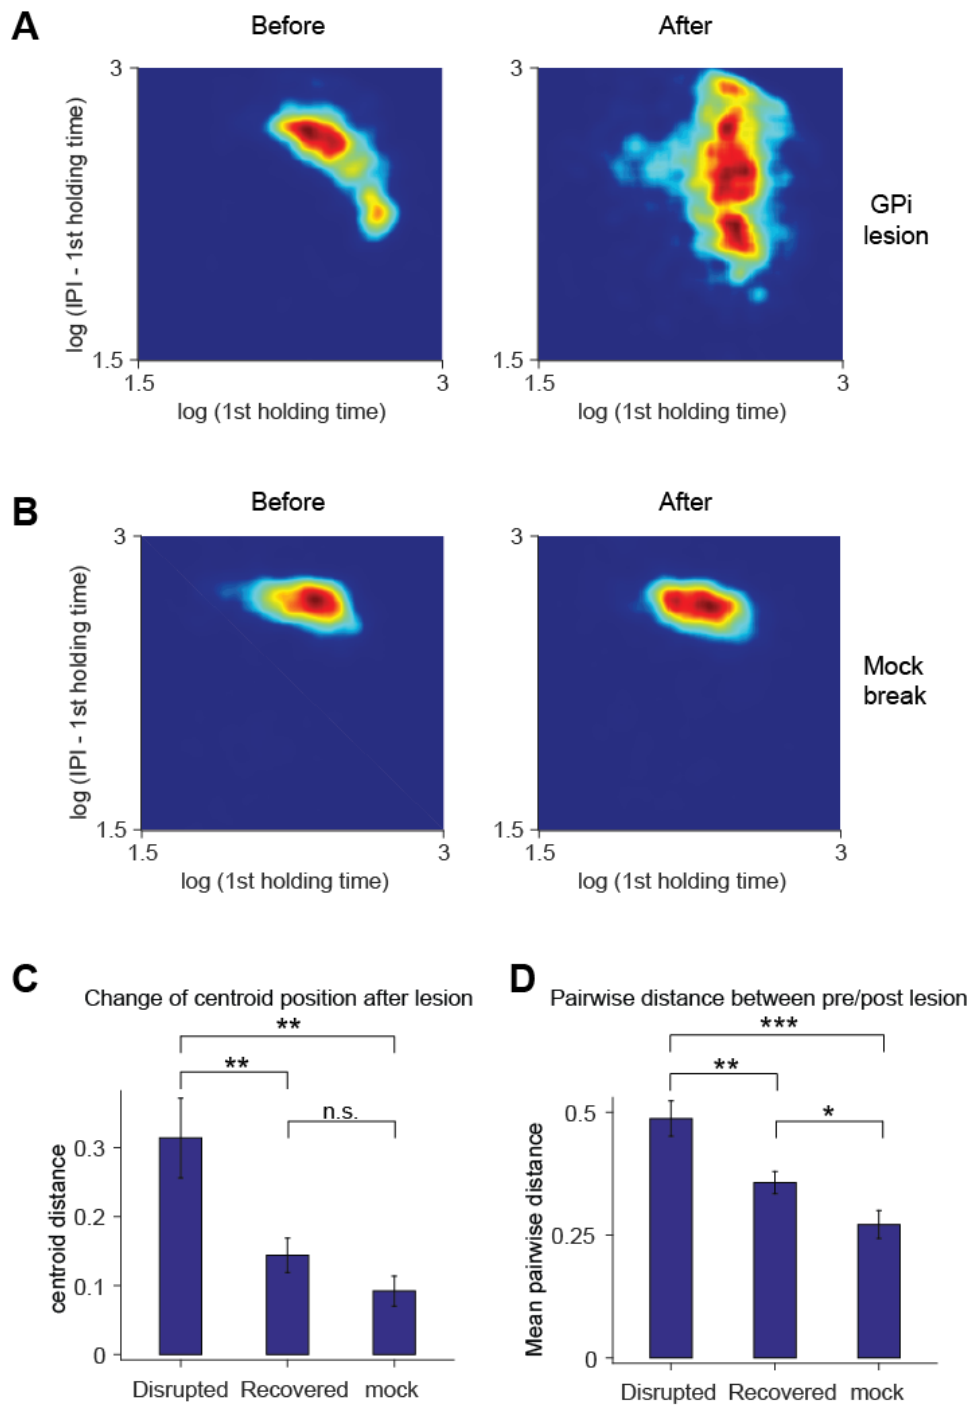 A
Before
After
3
3
log (IPI - 1st holding time)
GPi
lesion
1.5
1.5
1.5
3
1.5
3
log (1st holding time)
log (1st holding time)
B
Before
After
3
3
log (IPI - 1st holding time)
Mock
break
1.5
1.5
1.5
3
1.5
3
log (1st holding time)
log (1st holding time)
C
Change of centroid position after lesion
**
**
n.s.
centroid distance
0.3
0.2
0.1
0
Disrupted Recovered mock
D
Pairwise distance between pre/post lesion
***
**
*
Mean pairwise distance
0.5
0.25
0
Disrupted Recovered mock